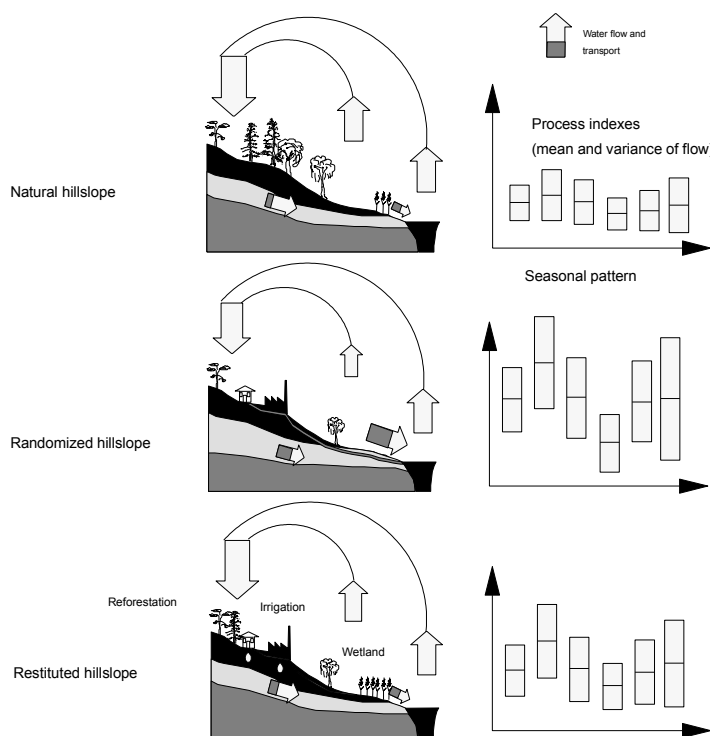 Water flow and
transport
Process indexes
(mean and variance of flow)
Natural hillslope
Seasonal pattern
Randomized hillslope
Reforestation
Irrigation
Wetland
Restituted hillslope